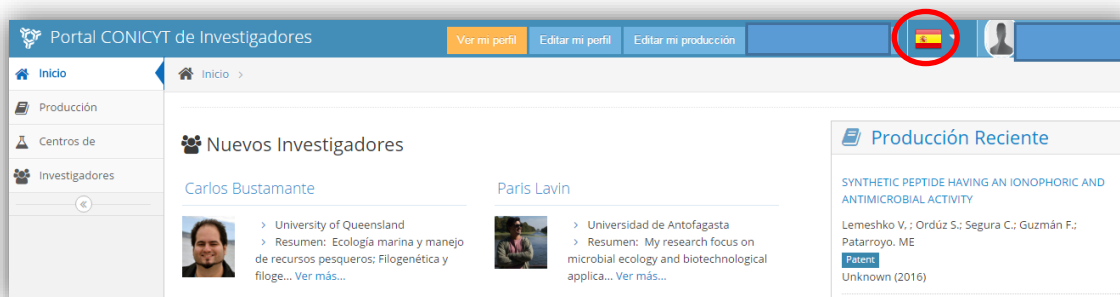 Portal CONICYT de Investigadores
Ver mi perfil
Editar mi perfil
Editar mi producción
Inicio
Producción
Centros de
Investigadores
Inicio >
Nuevos Investigadores
Carlos Bustamante
> University of Queensland
> Resumen: Ecología marina y manejo
de recursos pesqueros; Filogenética y
filoge... Ver más...
Paris Lavin
> Universidad de Antofagasta
> Resumen: My research focus on
microbial ecology and biotechnological
applica... Ver más...
Producción Reciente
SYNTHETIC PEPTIDE HAVING AN IONOPHORIC AND
ANTIMICROBIAL ACTIVITY
Lemeshko V, ; Ordúz S.; Segura C.; Guzmán F.;
Patarroyo. ME
Patent
Unknown (2016)